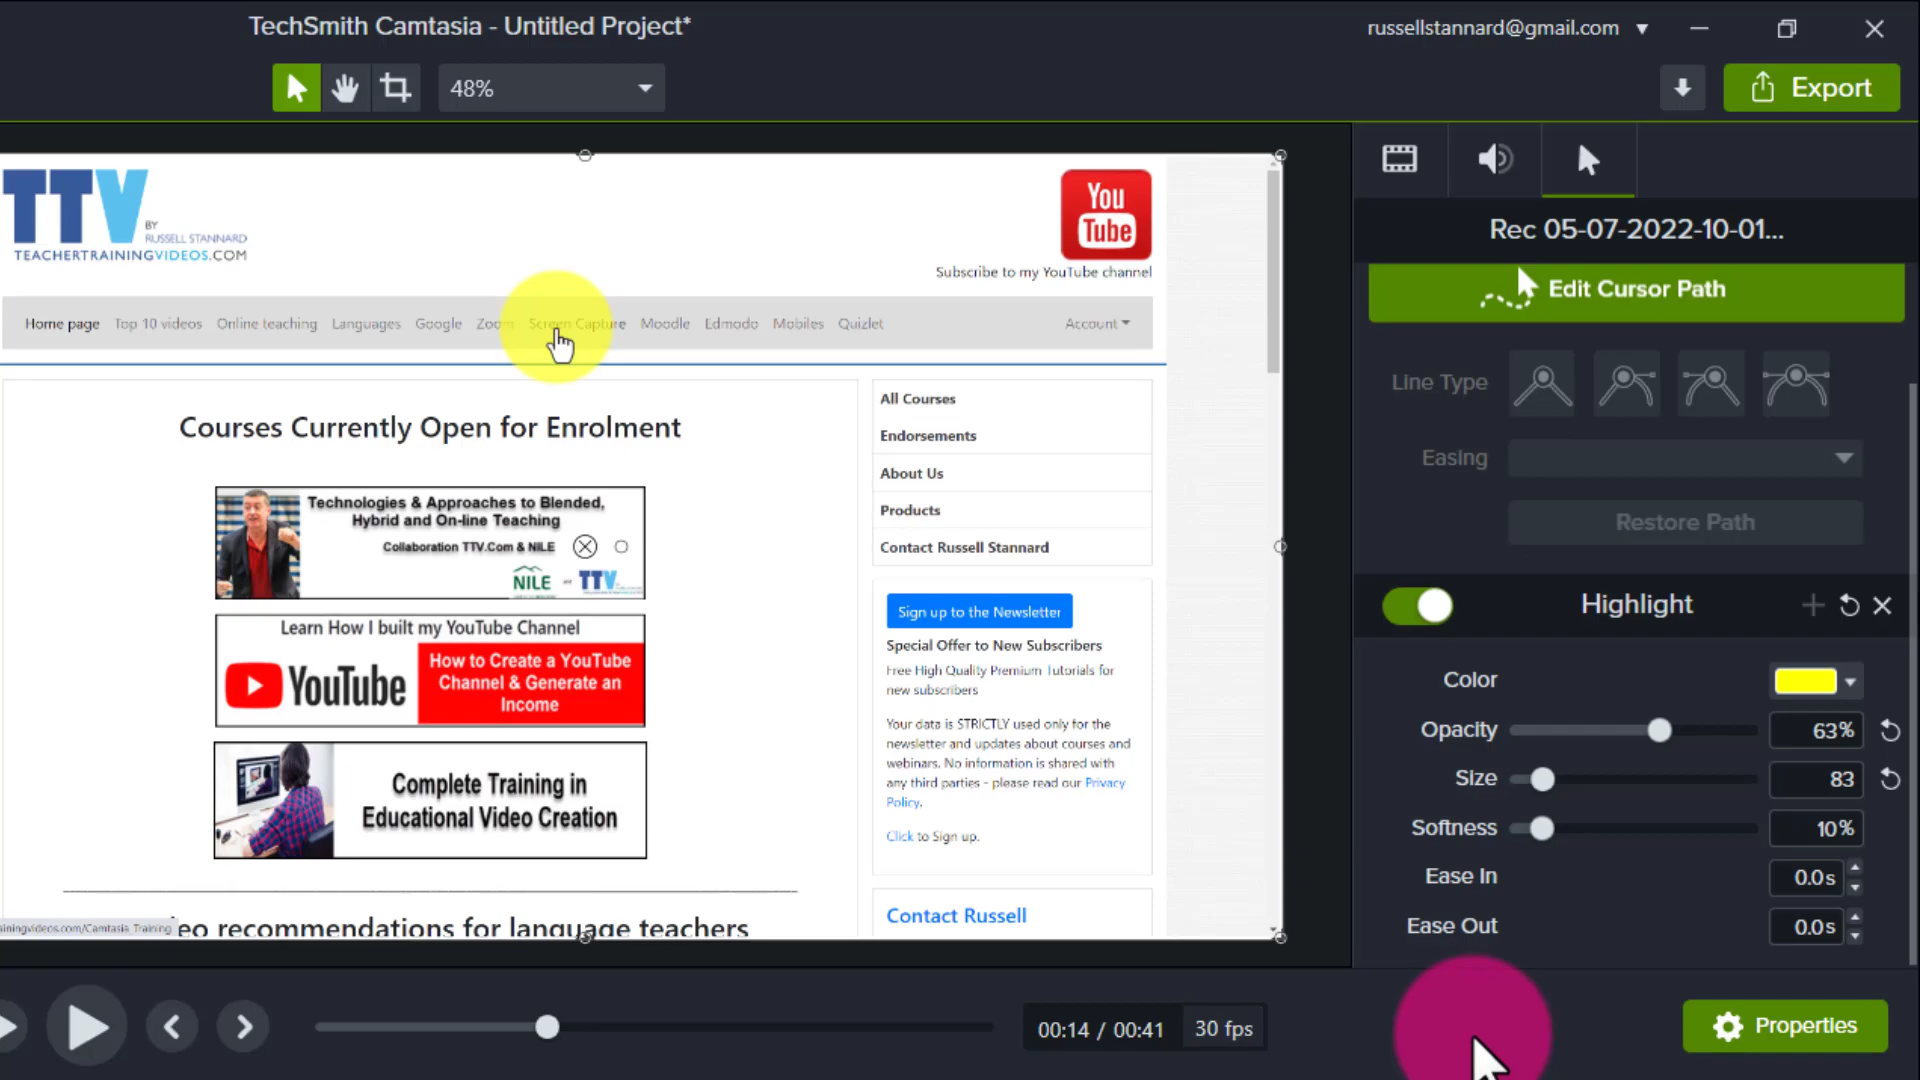 TechSmith Camtasia - Untitled Project*
russellstannard@gmail.com
48%
Export
TTV
BY
RUSSELL STANNARD
TEACHERTRAININGVIDEOS.COM
You
Tube
Subscribe to my YouTube channel
Home page Top 10 videos Online teaching Languages Google Zoom Screen Capture Moodle Edmodo Mobiles Quizlet Account
Courses Currently Open for Enrolment
Technologies & Approaches to Blended,
Hybrid and On-line Teaching
Collaboration TTV.Com & NILE
NILE and TTV
Learn How I built my YouTube Channel
YouTube
How to Create a YouTube
Channel & Generate an
Income
Complete Training in
Educational Video Creation
eo recommendations for language teachers
ainingvideos.com/Camtasia Training
All Courses
Endorsements
About Us
Products
Contact Russell Stannard
Sign up to the Newsletter
Special Offer to New Subscribers
Free High Quality Premium Tutorials for
new subscribers
Your data is STRICTLY used only for the
newsletter and updates about courses and
webinars. No information is shared with
any third parties - please read our Privacy
Policy.
Click to Sign up.
Contact Russell
Rec 05-07-2022-10-01...
Edit Cursor Path
Line Type
Easing
Restore Path
Highlight
Color
Opacity 63%
Size 83
Softness 10%
Ease In 0.0s
Ease Out 0.0s
00:14 / 00:41 30 fps
Properties